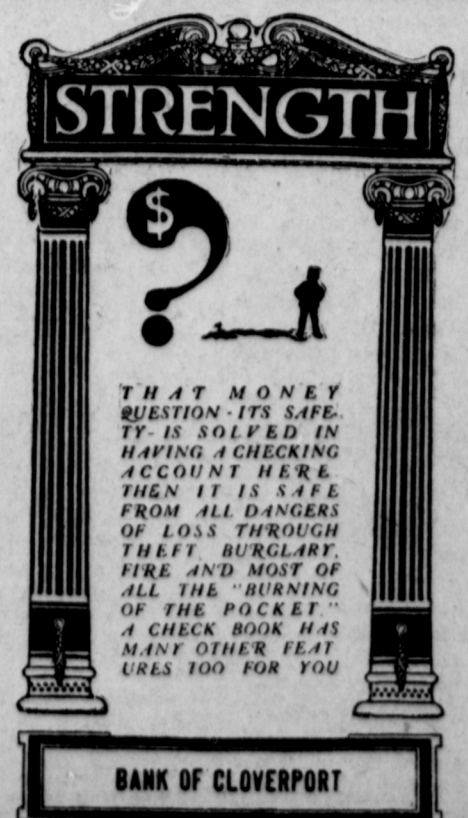 STRENGTH
$
?
THAT MONEY
QUESTION - ITS SAFE-
TY- IS SOLVED IN
HAVING A CHECKING
ACCOUNT HERE.
THEN IT IS SAFE
FROM ALL DANGERS
OF LOSS THROUGH
THEFT, BURGLARY,
FIRE AND MOST OF
ALL THE "BURNING
OF THE POCKET."
A CHECK BOOK HAS
MANY OTHER FEAT
URES TOO FOR YOU
BANK OF CLOVERPORT